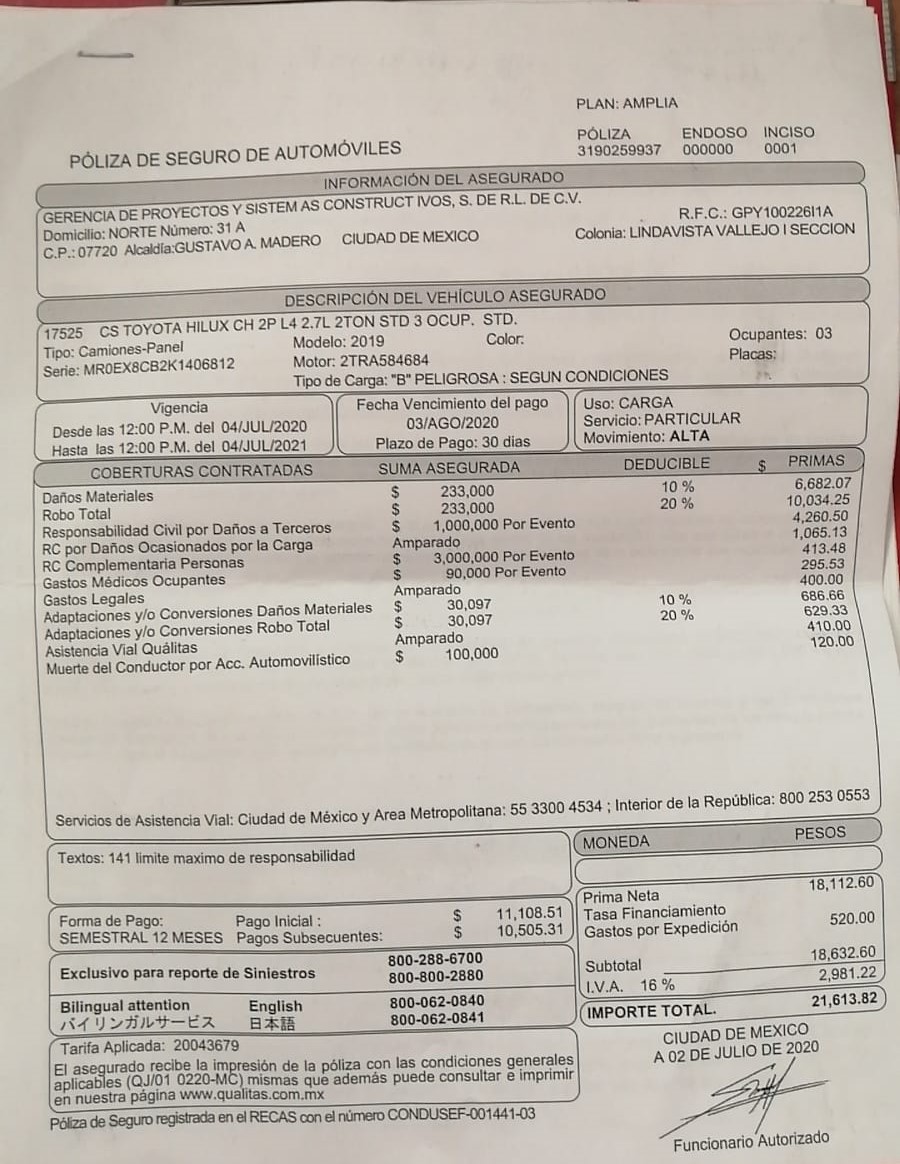 PLAN: AMPLIA
PÓLIZA ENDOSO INCISO
3190259937 000000 0001
PÓLIZA DE SEGURO DE AUTOMÓVILES
INFORMACIÓN DEL ASEGURADO
GERENCIA DE PROYECTOS Y SISTEM AS CONSTRUCT IVOS, S. DE R.L. DE C.V.
R.F.C.: GPY100226I1A
Domicilio: NORTE Número: 31 A
Colonia: LINDAVISTA VALLEJO I SECCION
C.P.: 07720 Alcaldía:GUSTAVO A. MADERO CIUDAD DE MEXICO
DESCRIPCIÓN DEL VEHÍCULO ASEGURADO
17525 CS TOYOTA HILUX CH 2P L4 2.7L 2TON STD 3 OCUP. STD.
Tipo: Camiones-Panel Modelo: 2019 Color: Ocupantes: 03
Serie: MR0EX8CB2K1406812 Motor: 2TRA584684 Placas:
Tipo de Carga: "B" PELIGROSA : SEGUN CONDICIONES
Vigencia
Desde las 12:00 P.M. del 04/JUL/2020
Hasta las 12:00 P.M. del 04/JUL/2021
Fecha Vencimiento del pago
03/AGO/2020
Plazo de Pago: 30 dias
Uso: CARGA
Servicio: PARTICULAR
Movimiento: ALTA
COBERTURAS CONTRATADAS SUMA ASEGURADA DEDUCIBLE $ PRIMAS
Daños Materiales $ 233,000 10 % 6,682.07
Robo Total $ 233,000 20 % 10,034.25
Responsabilidad Civil por Daños a Terceros $ 1,000,000 Por Evento 4,260.50
RC por Daños Ocasionados por la Carga Amparado 1,065.13
RC Complementaria Personas $ 3,000,000 Por Evento 413.48
Gastos Médicos Ocupantes $ 90,000 Por Evento 295.53
Gastos Legales Amparado 400.00
Adaptaciones y/o Conversiones Daños Materiales $ 30,097 10 % 686.66
Adaptaciones y/o Conversiones Robo Total $ 30,097 20 % 629.33
Asistencia Vial Quálitas Amparado 410.00
Muerte del Conductor por Acc. Automovilístico $ 100,000 120.00
Servicios de Asistencia Vial: Ciudad de México y Area Metropolitana: 55 3300 4534 ; Interior de la República: 800 253 0553
Textos: 141 limite maximo de responsabilidad
Forma de Pago: Pago Inicial : $ 11,108.51
SEMESTRAL 12 MESES Pagos Subsecuentes: $ 10,505.31
Exclusivo para reporte de Siniestros 800-288-6700
800-800-2880
Bilingual attention English 800-062-0840
バイリンガルサービス 日本語 800-062-0841
Tarifa Aplicada: 20043679
El asegurado recibe la impresión de la póliza con las condiciones generales
aplicables (QJ/01 0220-MC) mismas que además puede consultar e imprimir
en nuestra página www.qualitas.com.mx
Póliza de Seguro registrada en el RECAS con el número CONDUSEF-001441-03
MONEDA PESOS
Prima Neta 18,112.60
Tasa Financiamiento
Gastos por Expedición 520.00
Subtotal 18,632.60
I.V.A. 16 % 2,981.22
IMPORTE TOTAL. 21,613.82
CIUDAD DE MEXICO
A 02 DE JULIO DE 2020
Funcionario Autorizado